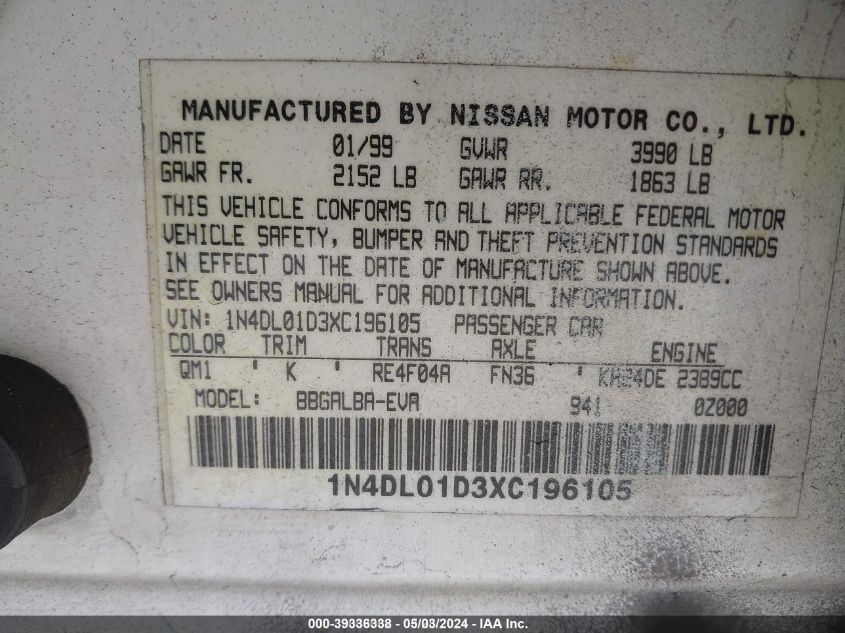 MANUFACTURED BY NISSAN MOTOR CO., LTD.
DATE 01/99 GVWR 3990 LB
GAWR FR. 2152 LB GAWR RR. 1863 LB
THIS VEHICLE CONFORMS TO ALL APPLICABLE FEDERAL MOTOR
VEHICLE SAFETY, BUMPER AND THEFT PREVENTION STANDARDS
IN EFFECT ON THE DATE OF MANUFACTURE SHOWN ABOVE.
SEE OWNERS MANUAL FOR ADDITIONAL INFORMATION.
VIN: 1N4DL01D3XC196105 PASSENGER CAR
COLOR TRIM TRANS AXLE ENGINE
QM1 ' K ' RE4F04A FN36 ' KA24DE 2389CC
MODEL: BBGALBA-EVA 941 0Z000
1N4DL01D3XC196105
000-39336338 — 05/03/2024 — IAA Inc.